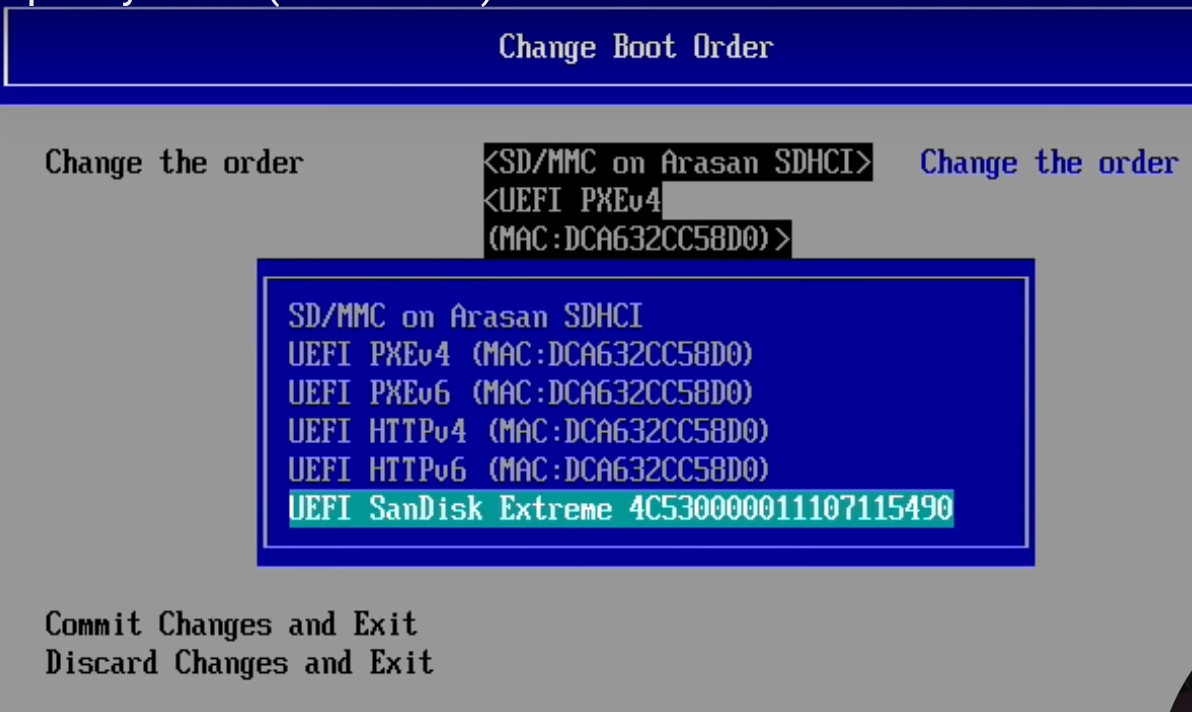 Change Boot Order
Change the order <SD/MMC on Arasan SDHCI> Change the order
<UEFI PXEv4
(MAC:DCA632CC58D0)>
SD/MMC on Arasan SDHCI
UEFI PXEv4 (MAC:DCA632CC58D0)
UEFI PXEv6 (MAC:DCA632CC58D0)
UEFI HTTPv4 (MAC:DCA632CC58D0)
UEFI HTTPv6 (MAC:DCA632CC58D0)
UEFI SanDisk Extreme 4C530000011107115490
Commit Changes and Exit
Discard Changes and Exit